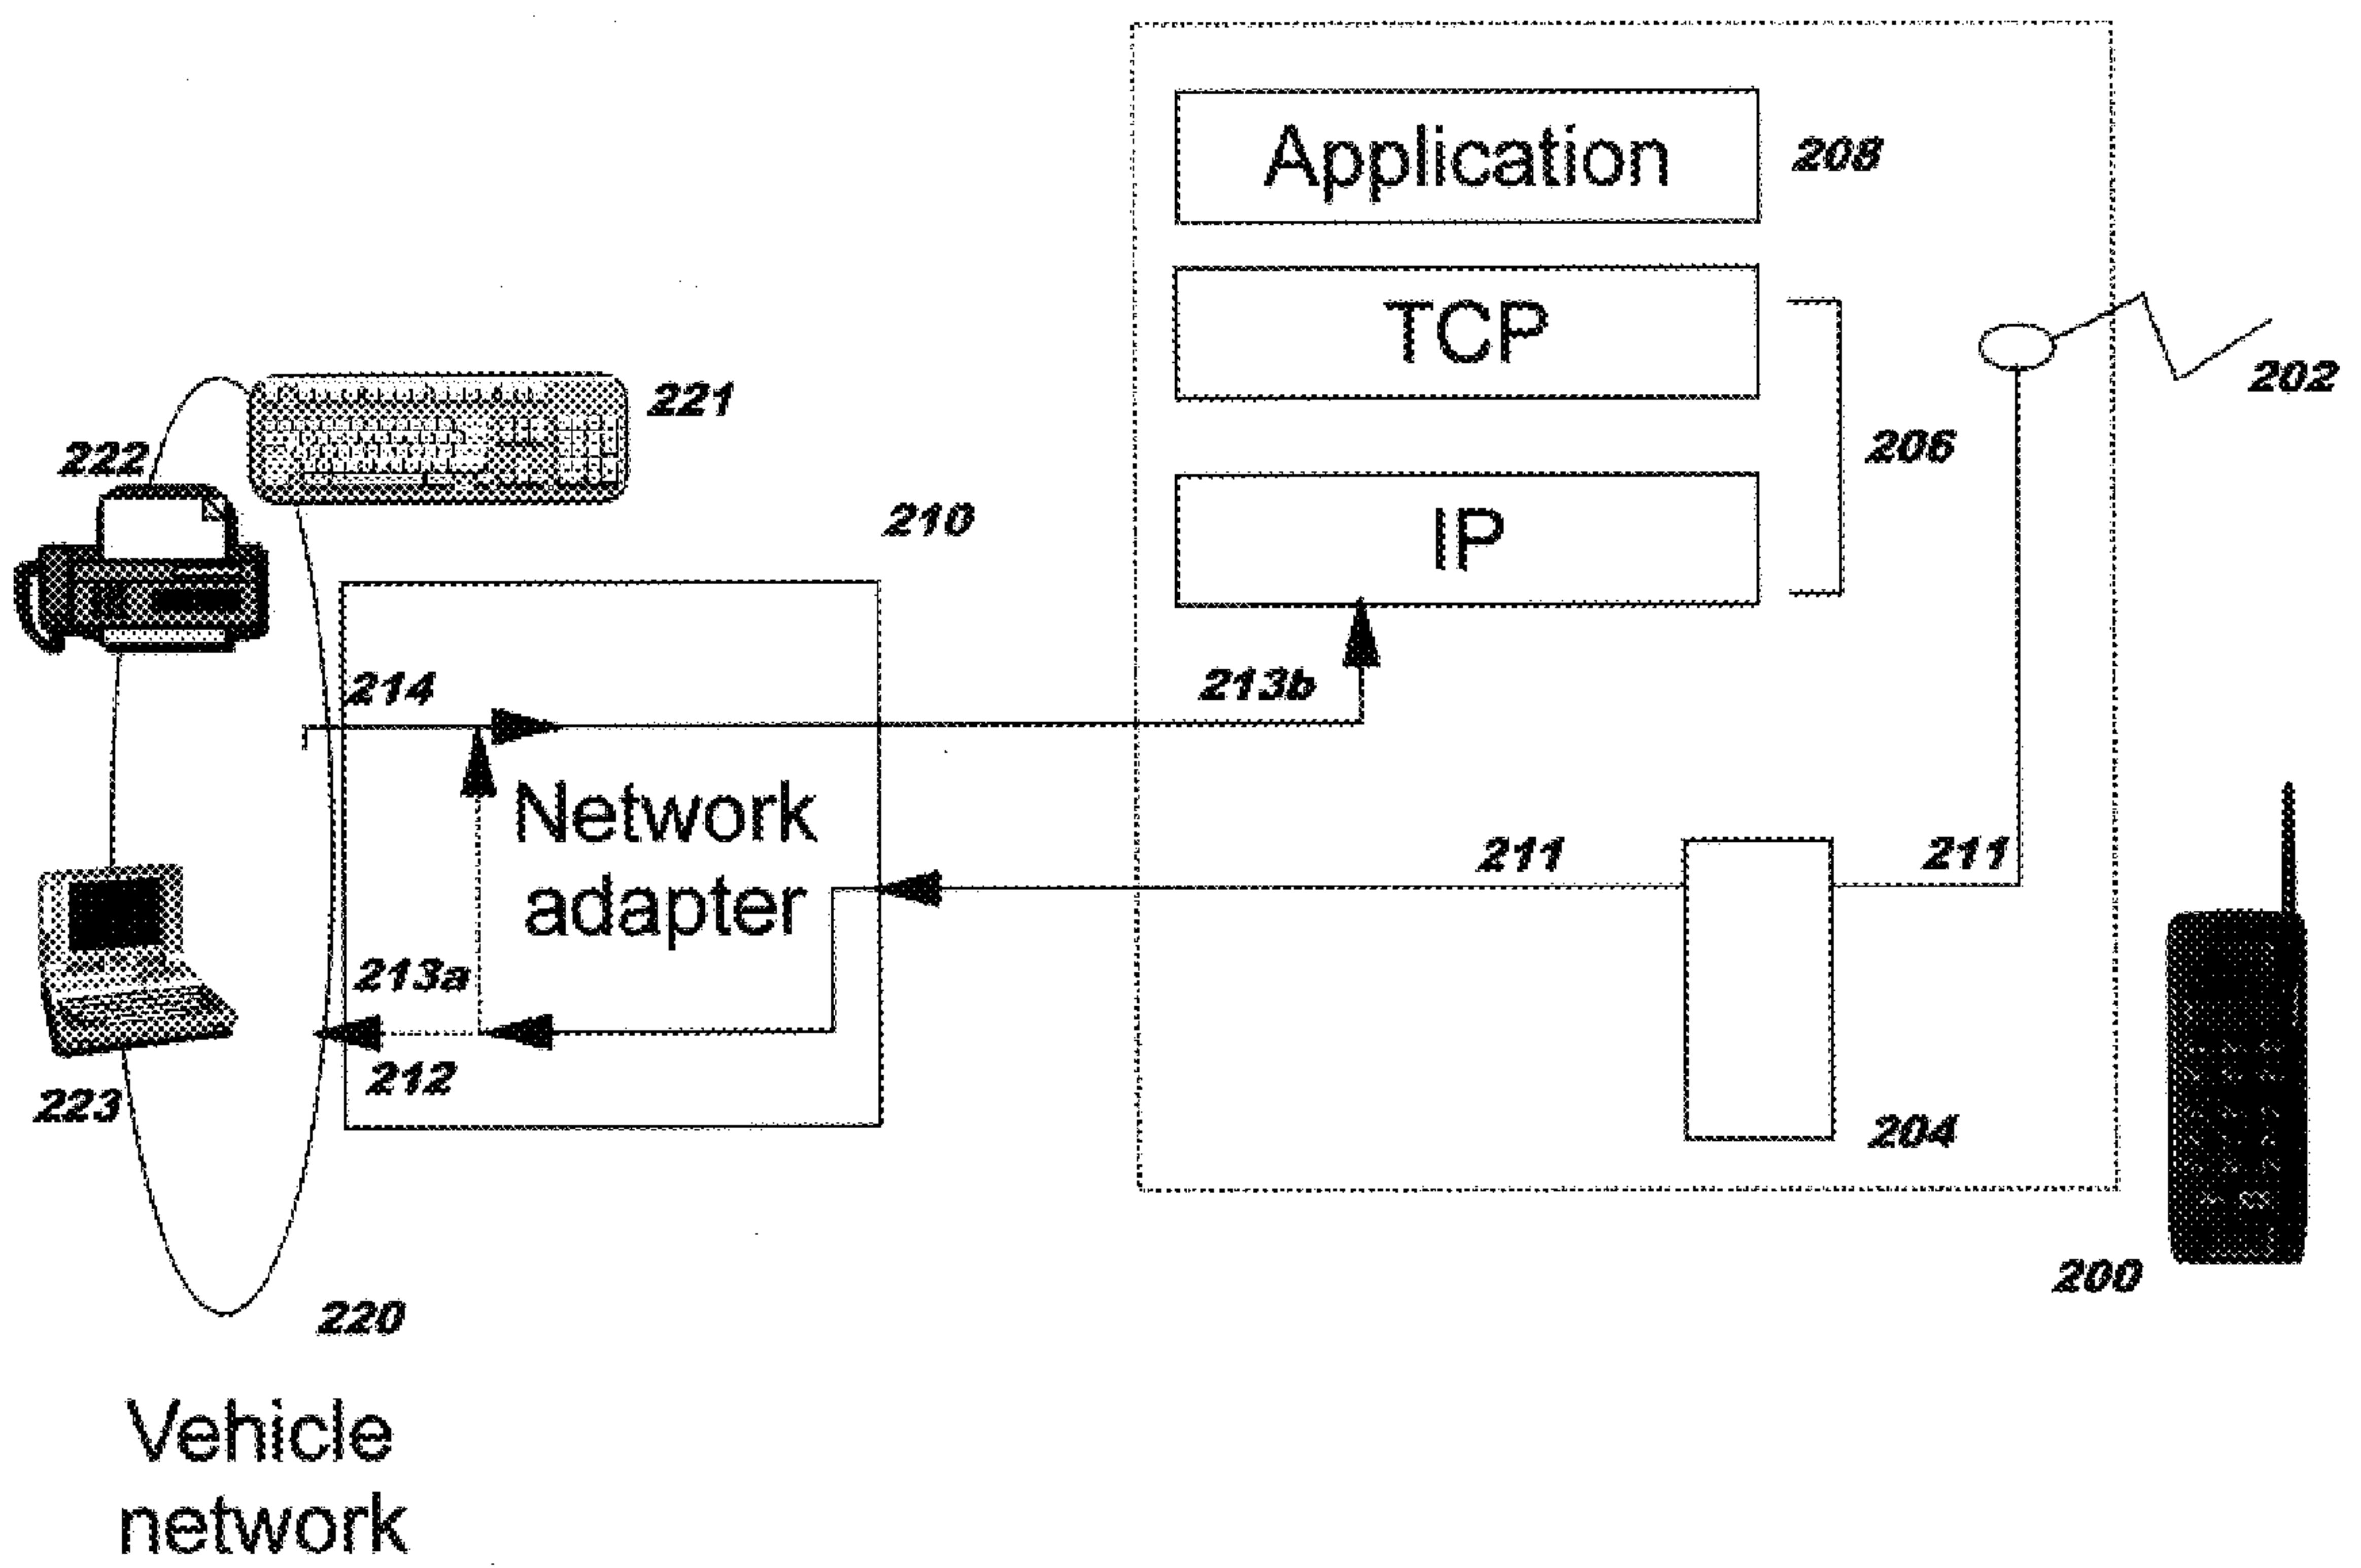 Application
208
TCP
202
221
206
222
210
IP
214
213b
Network
adapter
211
211
213a
212
223
204
200
220
Vehicle
network